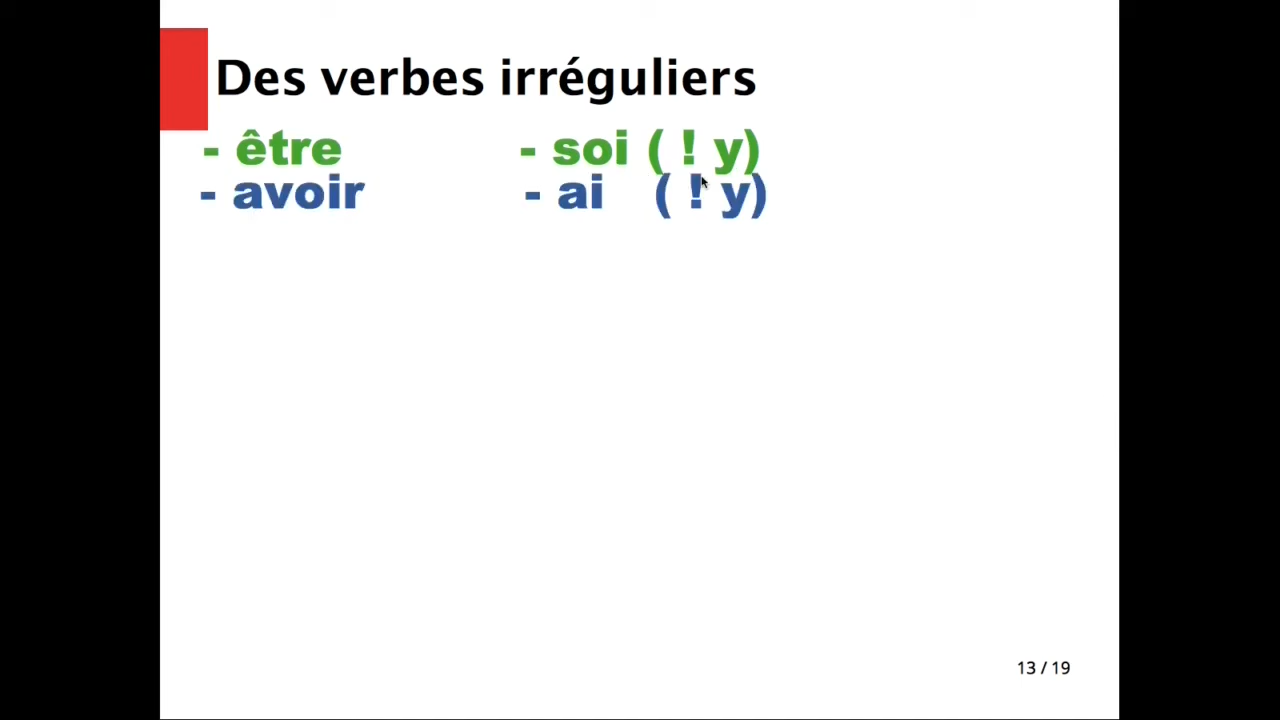 Des verbes irréguliers
- être - soi ( ! y)
- avoir - ai ( ! y)
13 / 19